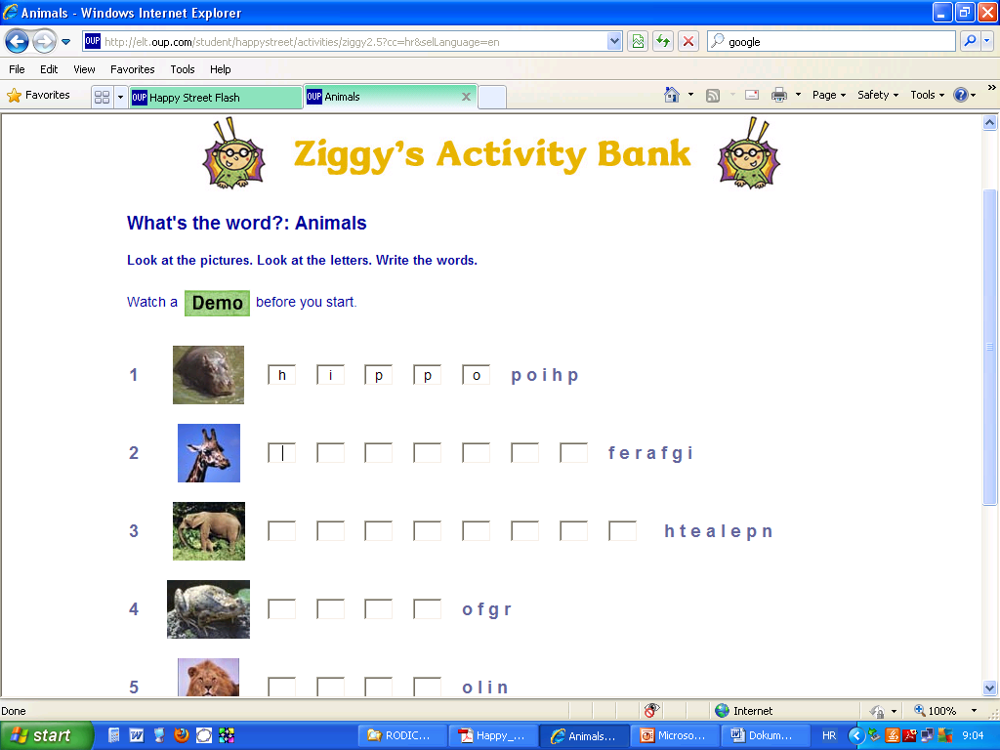 Animals - Windows Internet Explorer
OUP http://elt.oup.com/student/happystreet/activities/ziggy2.5?cc=hr&selLanguage=en
google
File Edit View Favorites Tools Help
Favorites
OUP Happy Street Flash
OUP Animals
Page Safety Tools
Ziggy's Activity Bank
What's the word?: Animals
Look at the pictures. Look at the letters. Write the words.
Watch a Demo before you start.
1 h i p p o p o i h p
2 f e r a f g i
3 h t e a l e p n
4 o f g r
5 o l i n
Done Internet 100%
start RODIC... Happy_... Animals... Microso... Dokum... HR 9:04